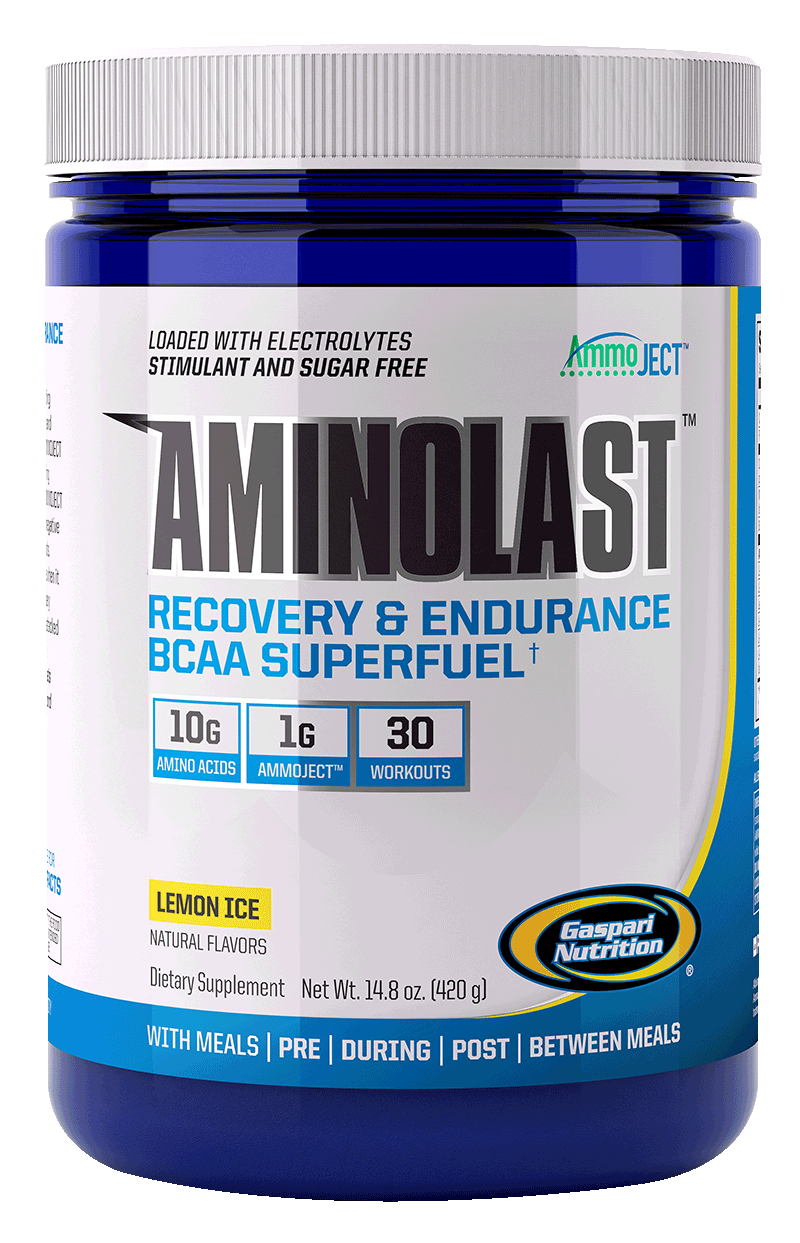 LOADED WITH ELECTROLYTES
STIMULANT AND SUGAR FREE
AmmoJECT™
AMINOLAST™
RECOVERY & ENDURANCE
BCAA SUPERFUEL†
10G
AMINO ACIDS
1G
AMMOJECT™
30
WORKOUTS
LEMON ICE
NATURAL FLAVORS
Dietary Supplement Net Wt. 14.8 oz. (420 g)
Gaspari
Nutrition®
WITH MEALS | PRE | DURING | POST | BETWEEN MEALS